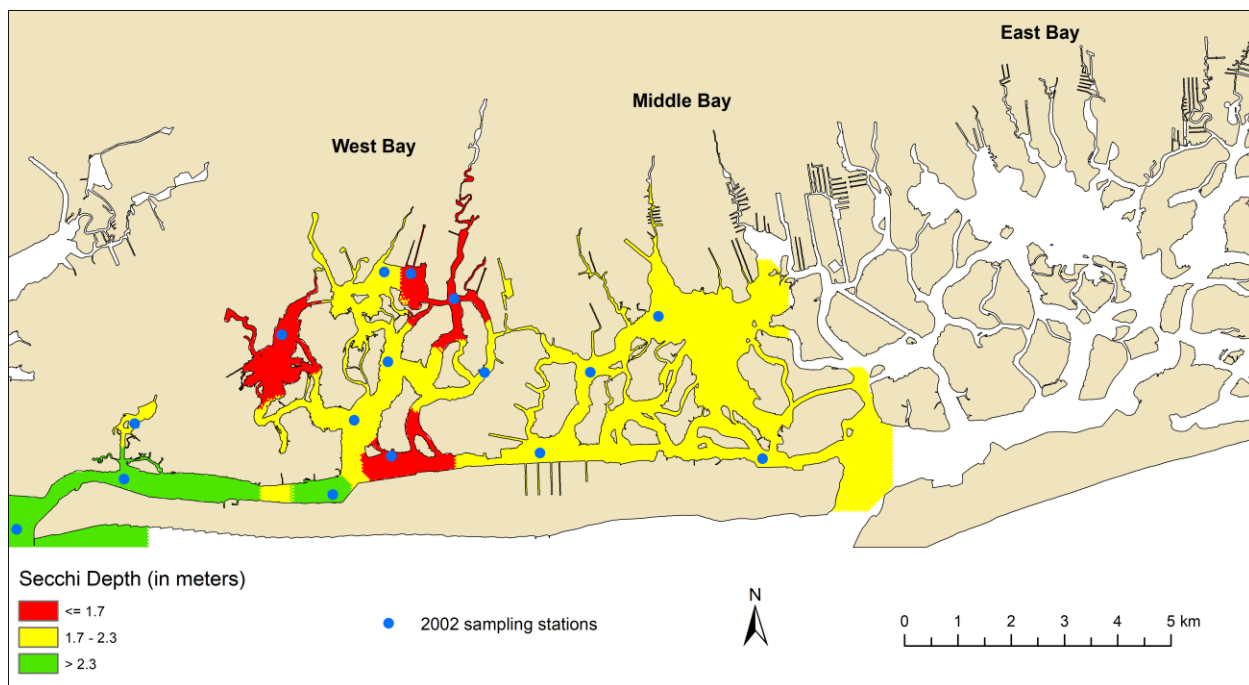 East Bay
Middle Bay
West Bay
Secchi Depth (in meters)
<= 1.7
1.7 - 2.3
> 2.3
2002 sampling stations
N
0 1 2 3 4 5 km